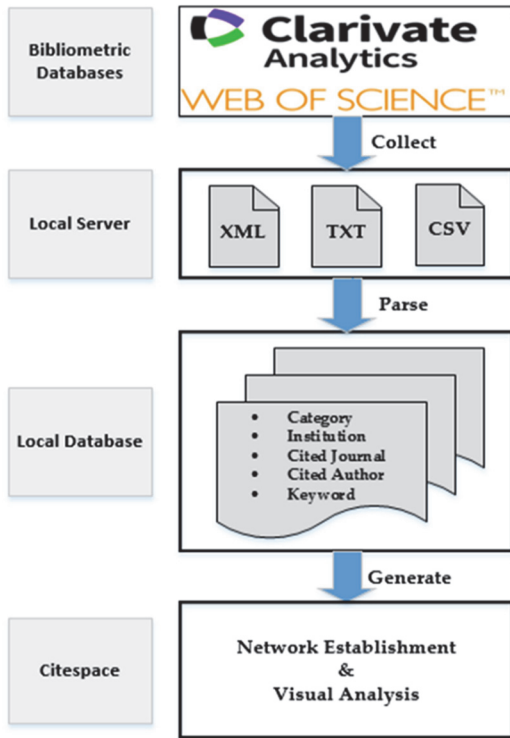 Bibliometric
Databases
Clarivate
Analytics
WEB OF SCIENCE™
Collect
Local Server
XML
TXT
CSV
Parse
Local Database
• Category
• Institution
• Cited Journal
• Cited Author
• Keyword
Generate
Citespace
Network Establishment
&
Visual Analysis